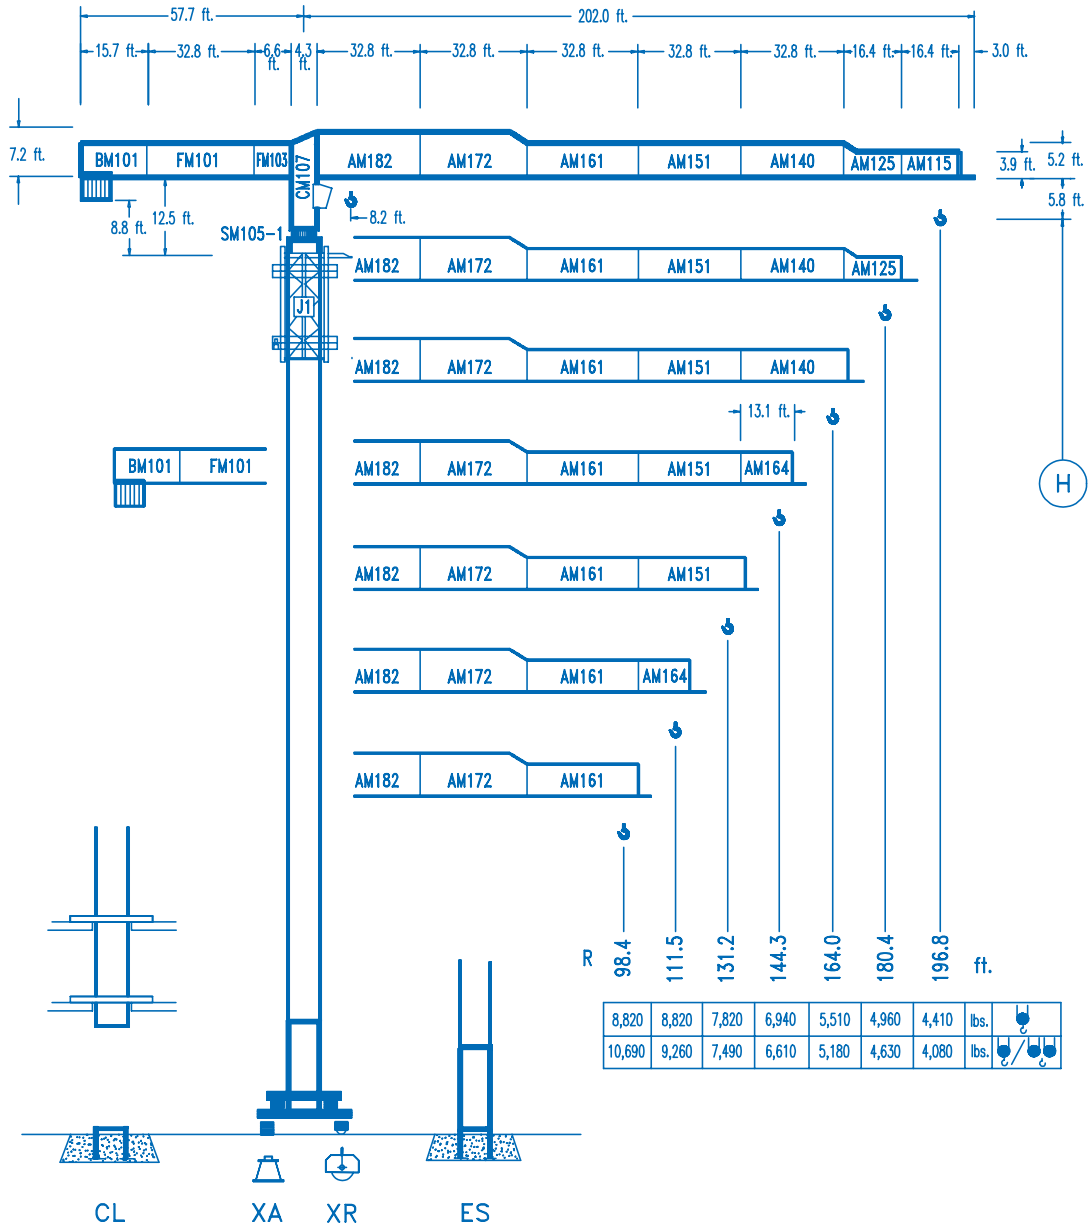 57.7 ft. 202.0 ft.
15.7 ft. 32.8 ft. 6.6 ft. 4.3 ft. 32.8 ft. 32.8 ft. 32.8 ft. 32.8 ft. 32.8 ft. 16.4 ft. 16.4 ft. 3.0 ft.
7.2 ft. BM101 FM101 FM103 CM107 AM182 AM172 AM161 AM151 AM140 AM125 AM115 3.9 ft. 5.2 ft.
5.8 ft.
8.8 ft. 12.5 ft. 8.2 ft.
SM105-1
AM182 AM172 AM161 AM151 AM140 AM125
J1
AM182 AM172 AM161 AM151 AM140
13.1 ft.
BM101 FM101 AM182 AM172 AM161 AM151 AM164
H
AM182 AM172 AM161 AM151
AM182 AM172 AM161 AM164
AM182 AM172 AM161
R 98.4 111.5 131.2 144.3 164.0 180.4 196.8 ft.
8,820 8,820 7,820 6,940 5,510 4,960 4,410 lbs.
10,690 9,260 7,490 6,610 5,180 4,630 4,080 lbs.
CL XA XR ES